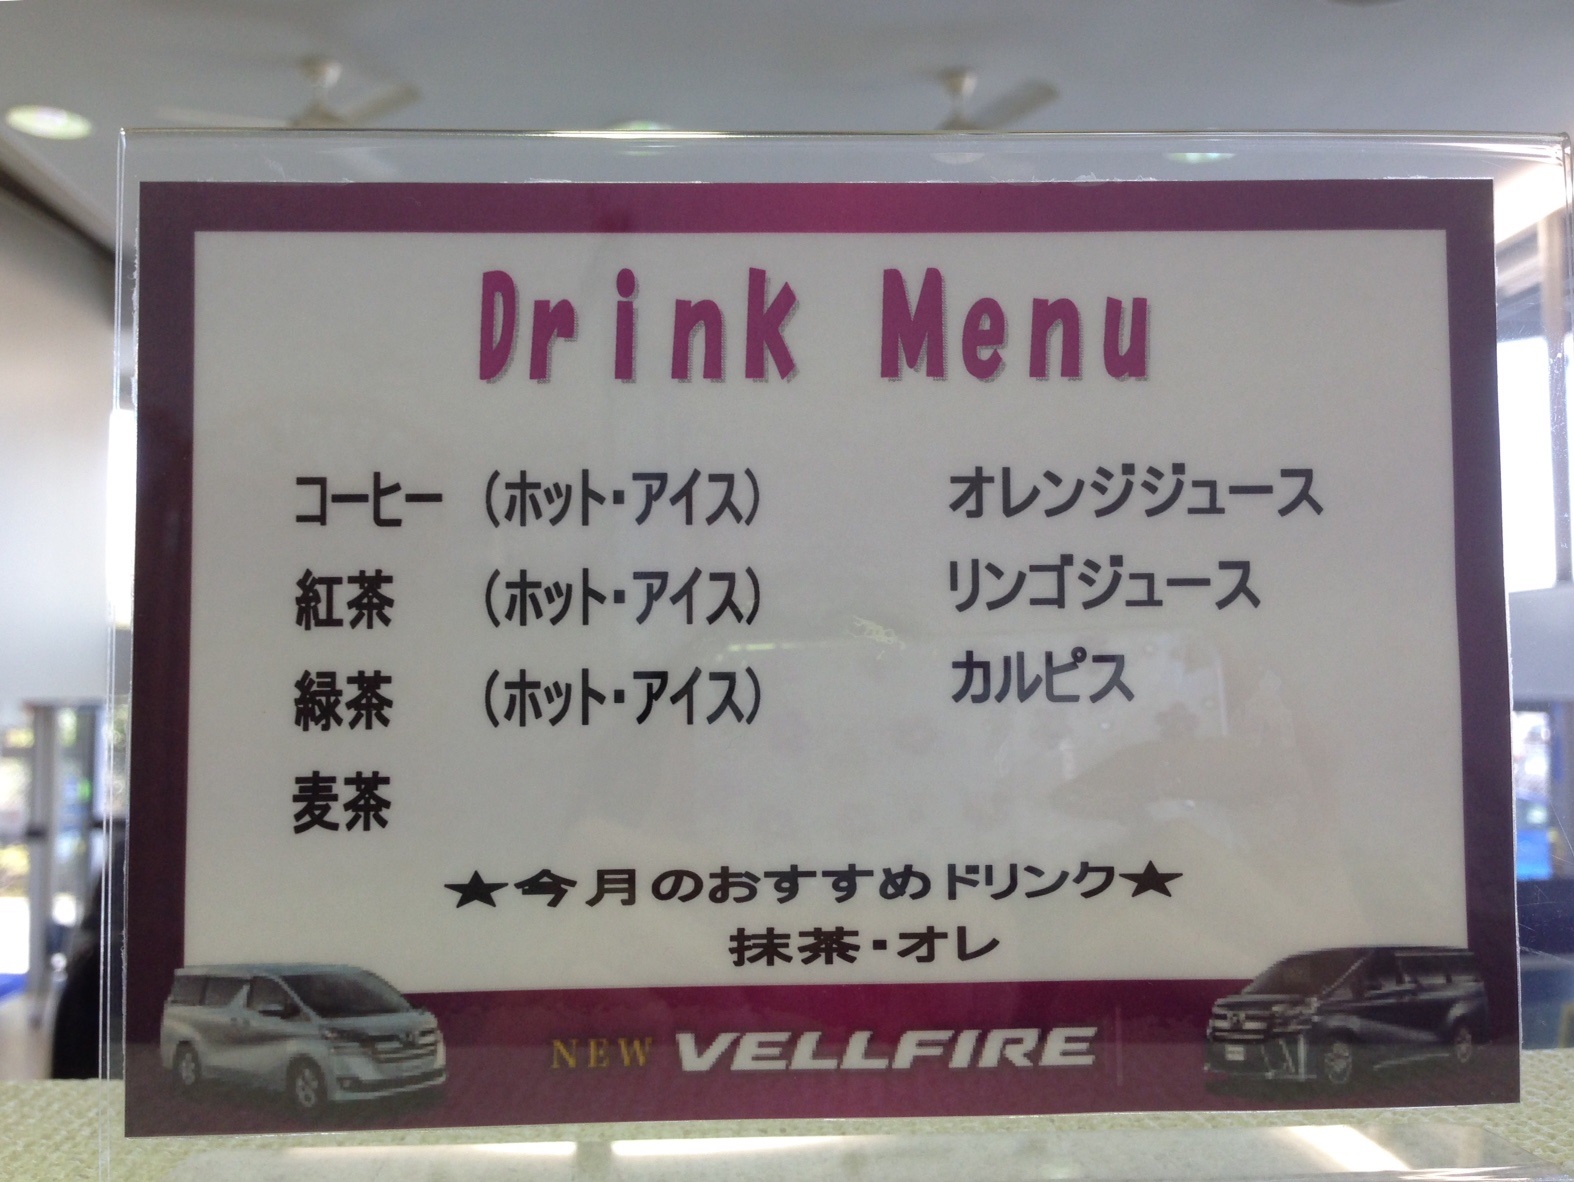 Drink Menu
コーヒー (ホット・アイス)
紅茶 (ホット・アイス)
緑茶 (ホット・アイス)
麦茶
オレンジジュース
リンゴジュース
カルピス
★今月のおすすめドリンク★
抹茶・オレ
NEW VELLFIRE